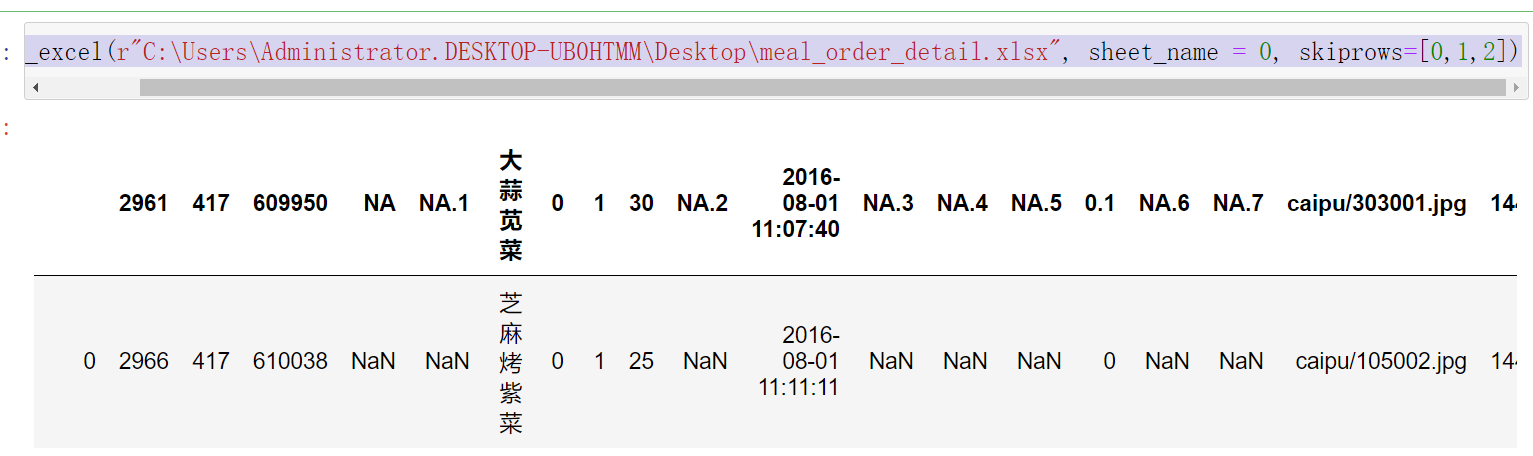 : _excel(r"C:\Users\Administrator.DESKTOP-UBOHTMM\Desktop\meal_order_detail.xlsx", sheet_name = 0, skiprows=[0,1,2])
:
2961 417 609950 NA NA.1 大蒜苋菜 0 1 30 NA.2 2016-08-01 11:07:40 NA.3 NA.4 NA.5 0.1 NA.6 NA.7 caipu/303001.jpg 14
0 2966 417 610038 NaN NaN 芝麻烤紫菜 0 1 25 NaN 2016-08-01 11:11:11 NaN NaN NaN 0 NaN NaN caipu/105002.jpg 14